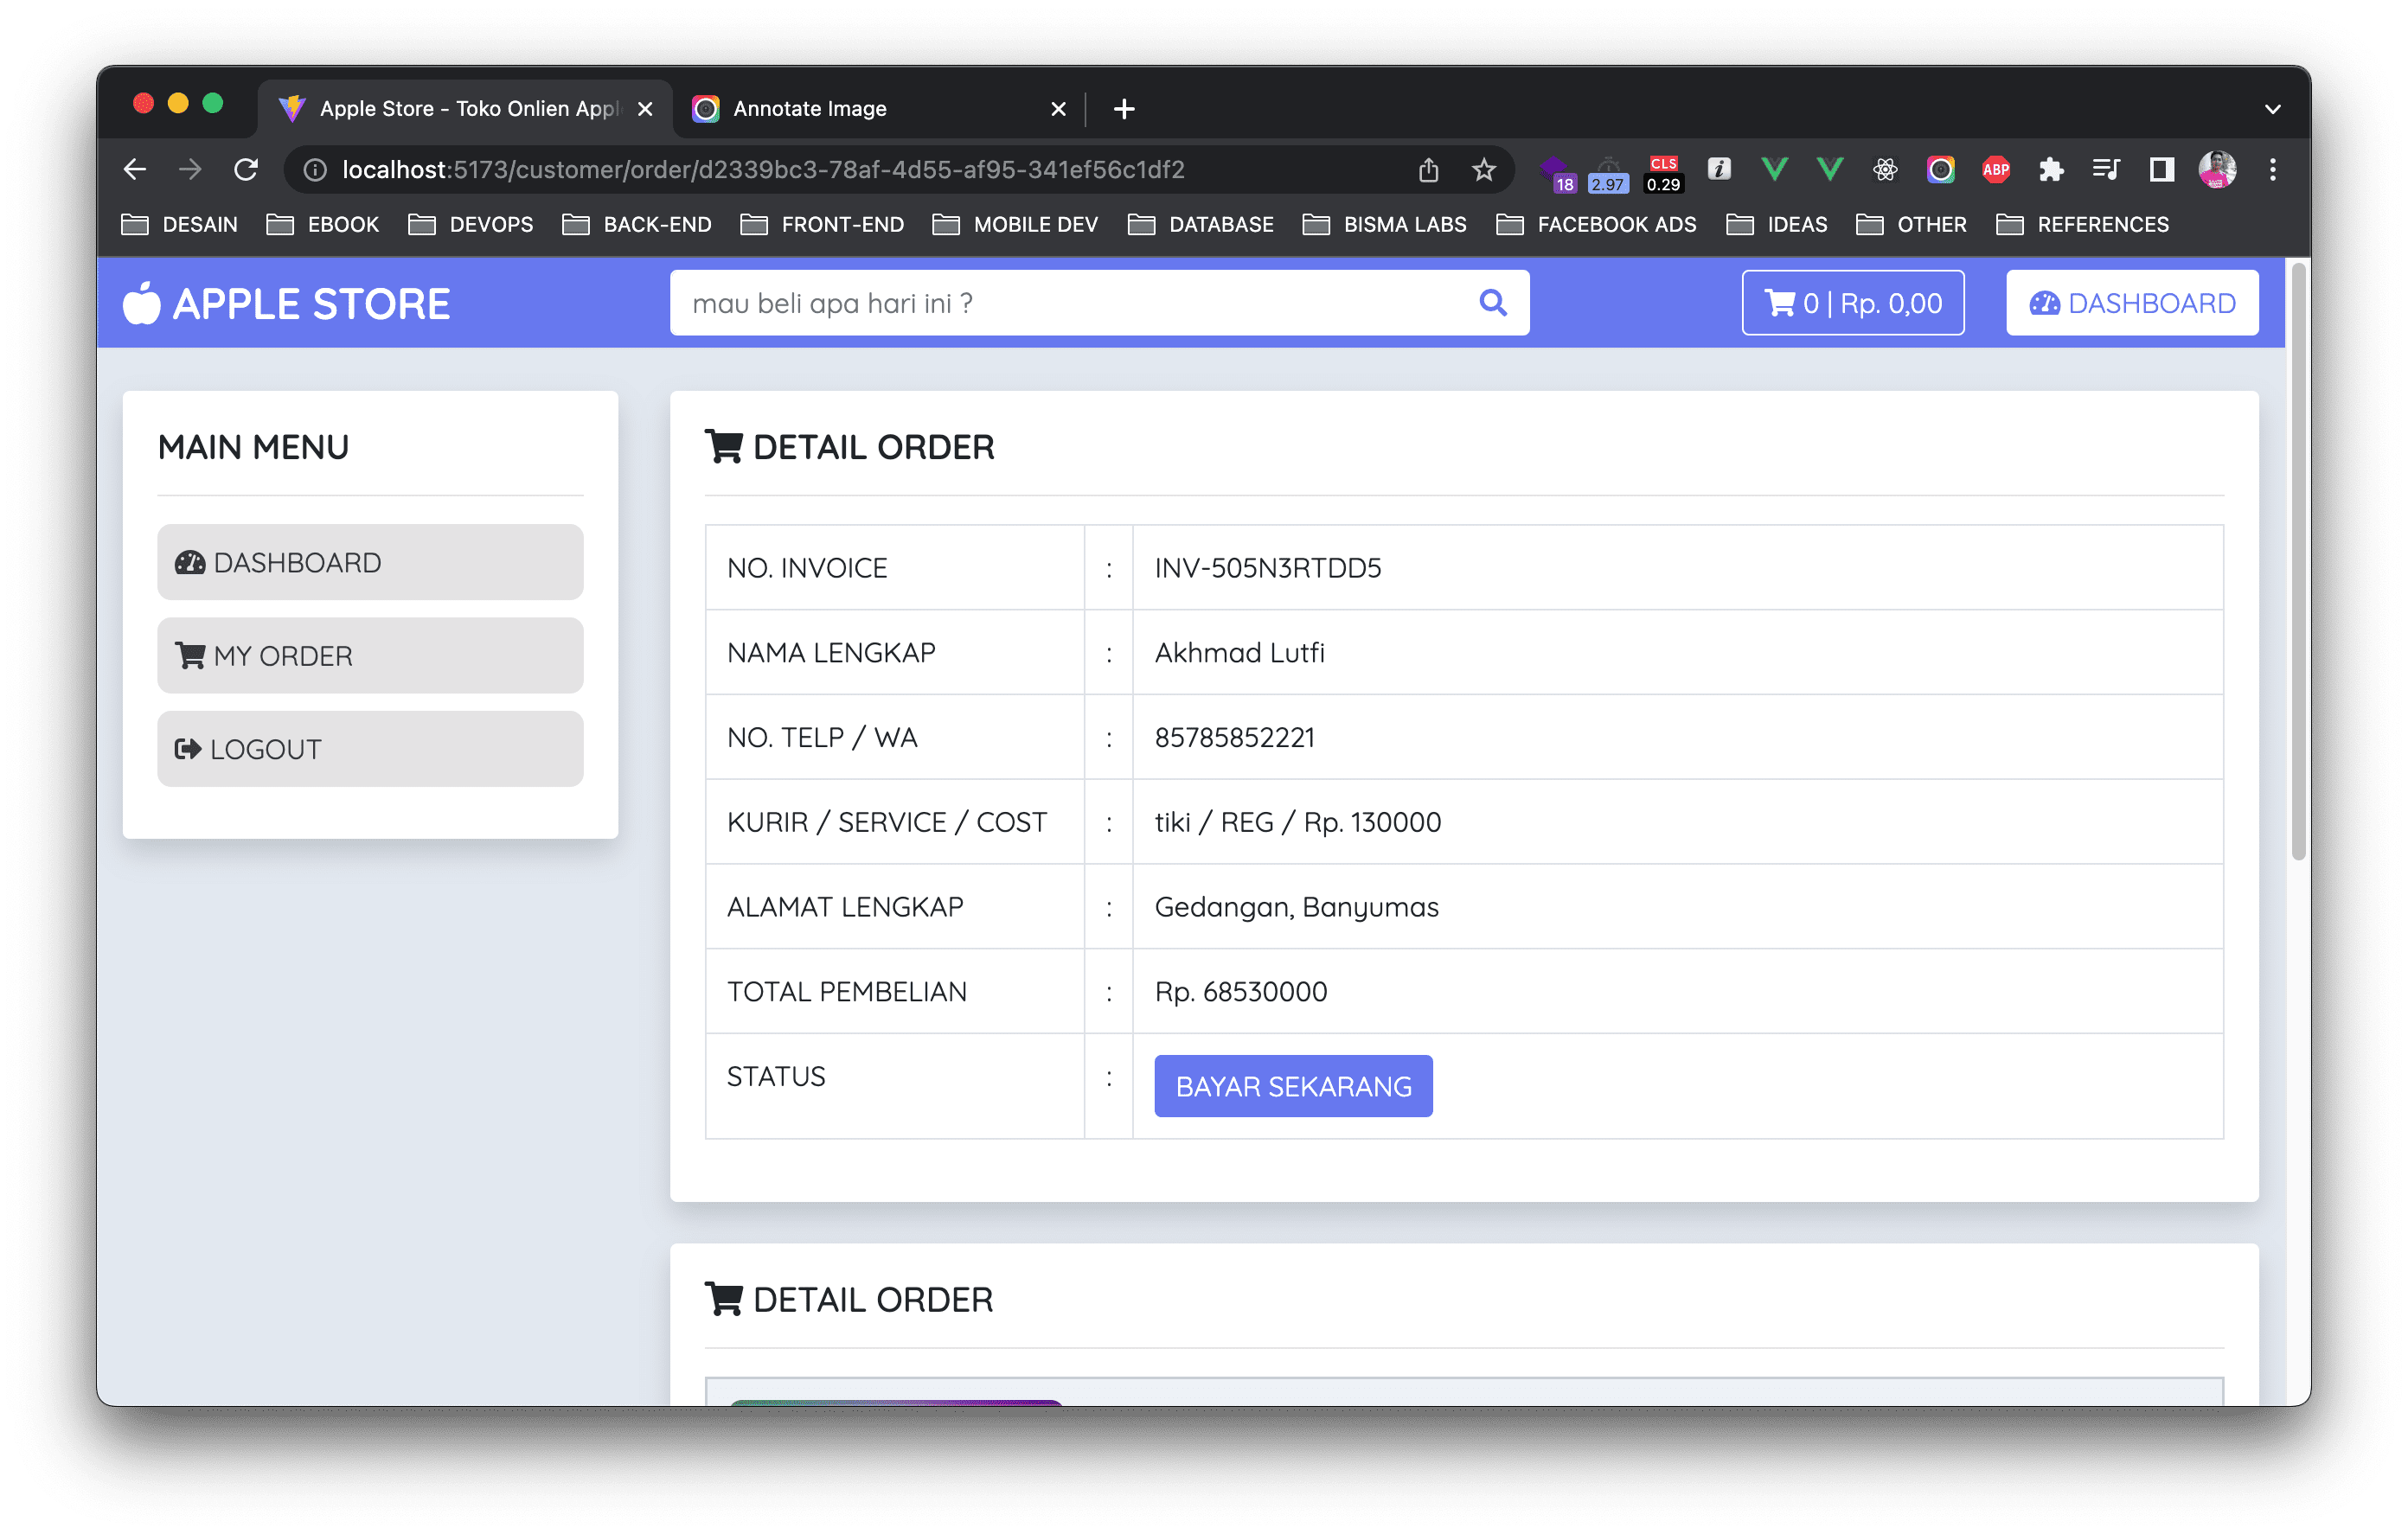 Apple Store - Toko Onlien Appl
Annotate Image
localhost:5173/customer/order/d2339bc3-78af-4d55-af95-341ef56c1df2
18
2.97
CLS
0.29
ABP
DESAIN EBOOK DEVOPS BACK-END FRONT-END MOBILE DEV DATABASE BISMA LABS FACEBOOK ADS IDEAS OTHER REFERENCES
APPLE STORE
mau beli apa hari ini ?
0 | Rp. 0,00
DASHBOARD
MAIN MENU
DASHBOARD
MY ORDER
LOGOUT
DETAIL ORDER
NO. INVOICE : INV-505N3RTDD5
NAMA LENGKAP : Akhmad Lutfi
NO. TELP / WA : 85785852221
KURIR / SERVICE / COST : tiki / REG / Rp. 130000
ALAMAT LENGKAP : Gedangan, Banyumas
TOTAL PEMBELIAN : Rp. 68530000
STATUS : BAYAR SEKARANG
DETAIL ORDER